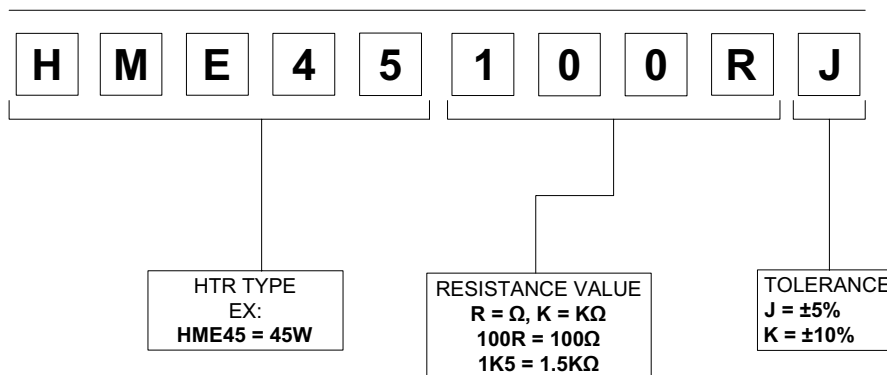 H M E 4 5 1 0 0 R J
HTR TYPE
EX:
HME45 = 45W
RESISTANCE VALUE
R = Ω, K = KΩ
100R = 100Ω
1K5 = 1.5KΩ
TOLERANCE
J = ±5%
K = ±10%